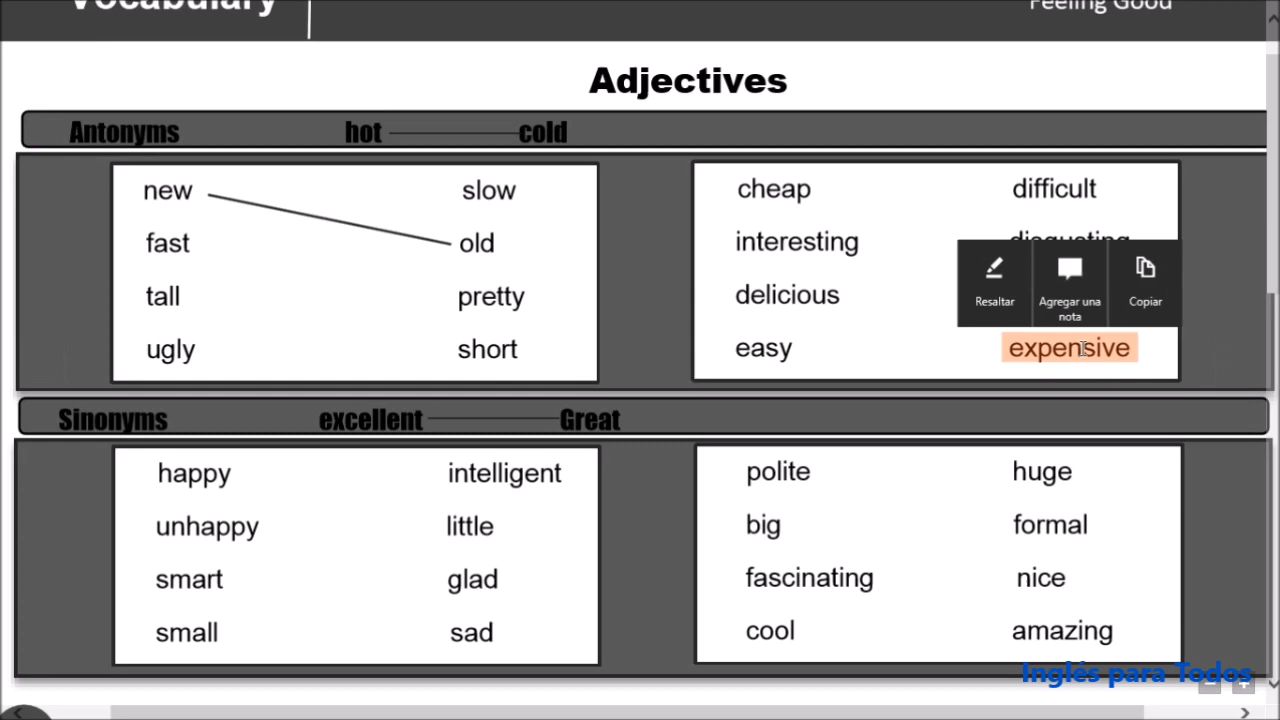 Vocabulary
Feeling Good
Adjectives
Antonyms hot cold
new slow
fast old
tall pretty
ugly short
cheap difficult
interesting disgusting
delicious
easy expensive
Resaltar
Agregar una
nota
Copiar
Sinonyms excellent Great
happy intelligent
unhappy little
smart glad
small sad
polite huge
big formal
fascinating nice
cool amazing
Inglés para Todos